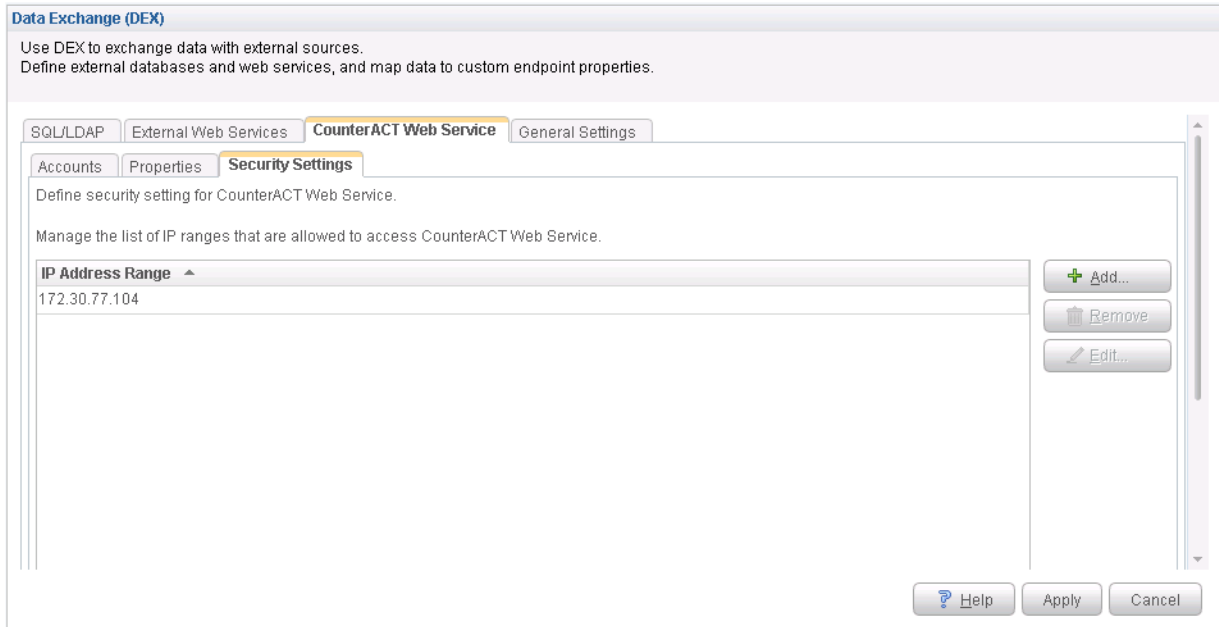 Data Exchange (DEX)
Use DEX to exchange data with external sources.
Define external databases and web services, and map data to custom endpoint properties.
SQL/LDAP External Web Services CounterACT Web Service General Settings
Accounts Properties Security Settings
Define security setting for CounterACT Web Service.
Manage the list of IP ranges that are allowed to access CounterACT Web Service.
IP Address Range
Add...
172.30.77.104
Remove
Edit...
Help Apply Cancel